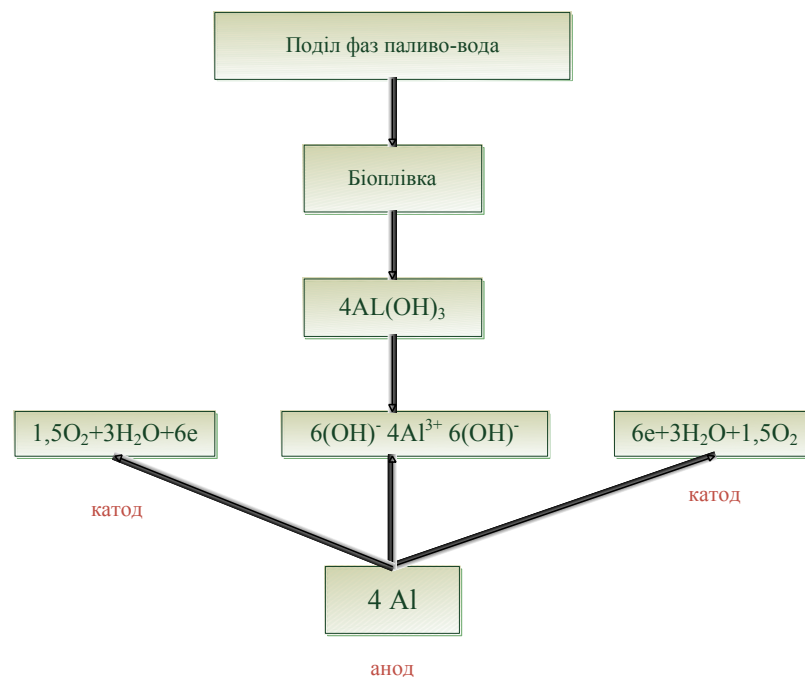 Поділ фаз паливо-вода
Біоплівка
4AL(OH)₃
1,5O₂+3H₂O+6e
6(OH)⁻ 4Al³⁺ 6(OH)⁻
6e+3H₂O+1,5O₂
катод
катод
4 Al
анод